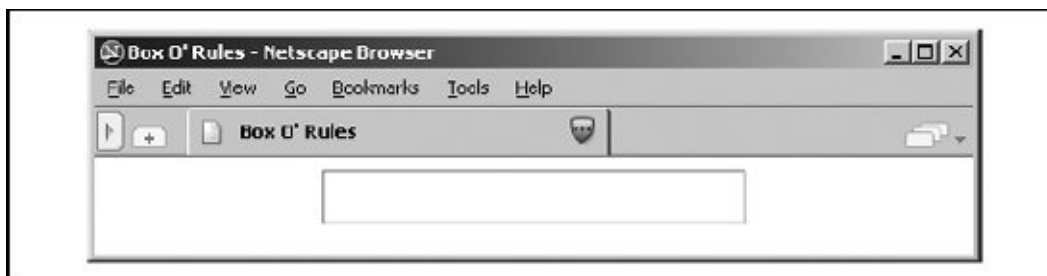 Box O' Rules - Netscape Browser
File Edit View Go Bookmarks Tools Help
Box O' Rules